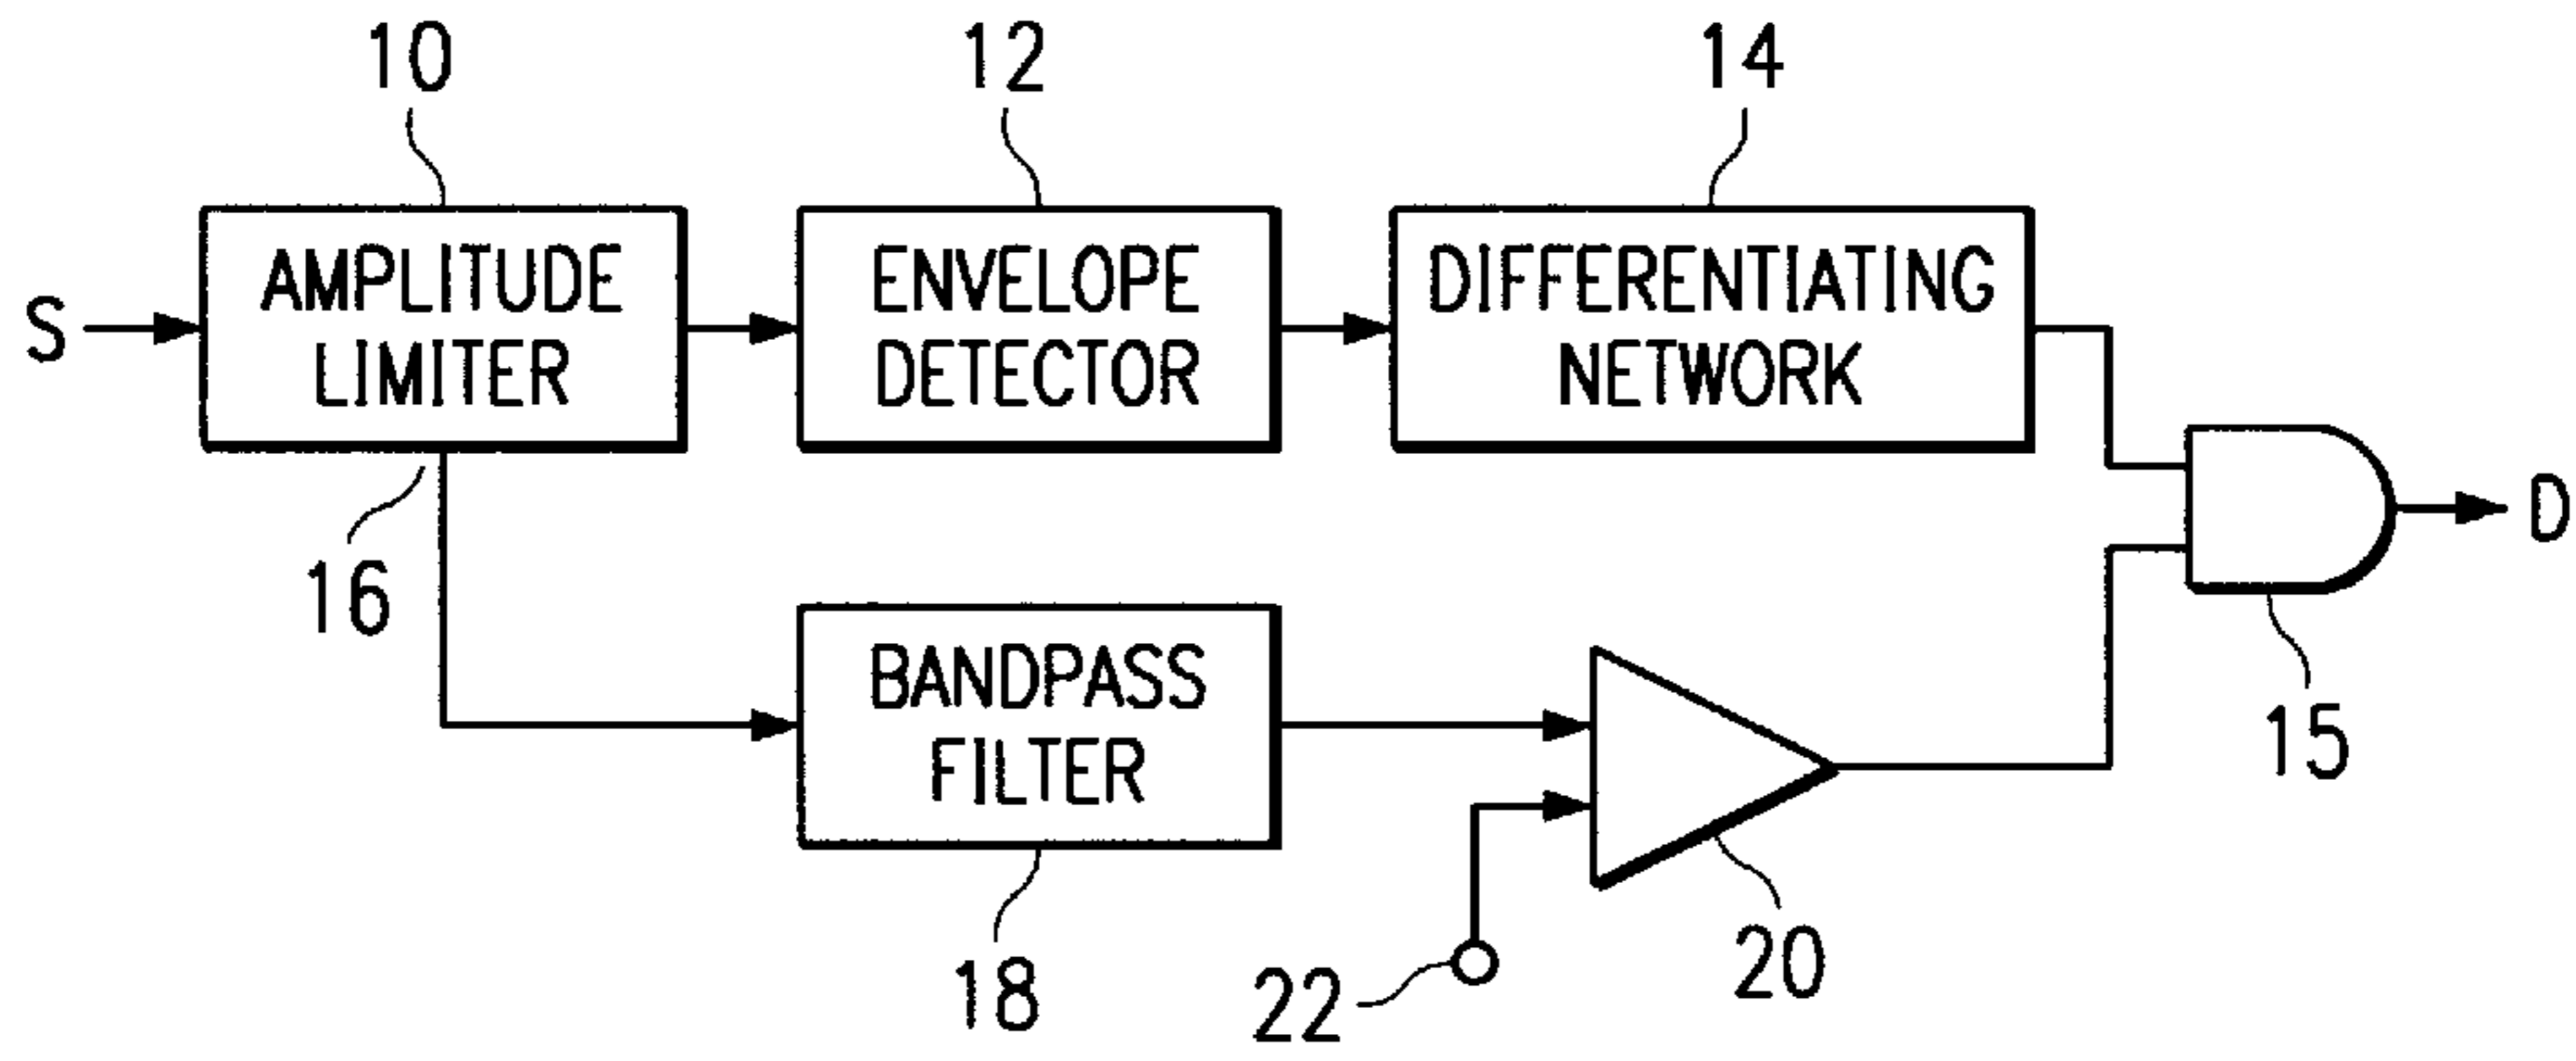 10
12
14
S
AMPLITUDE
LIMITER
ENVELOPE
DETECTOR
DIFFERENTIATING
NETWORK
D
16
BANDPASS
FILTER
15
18
22
20